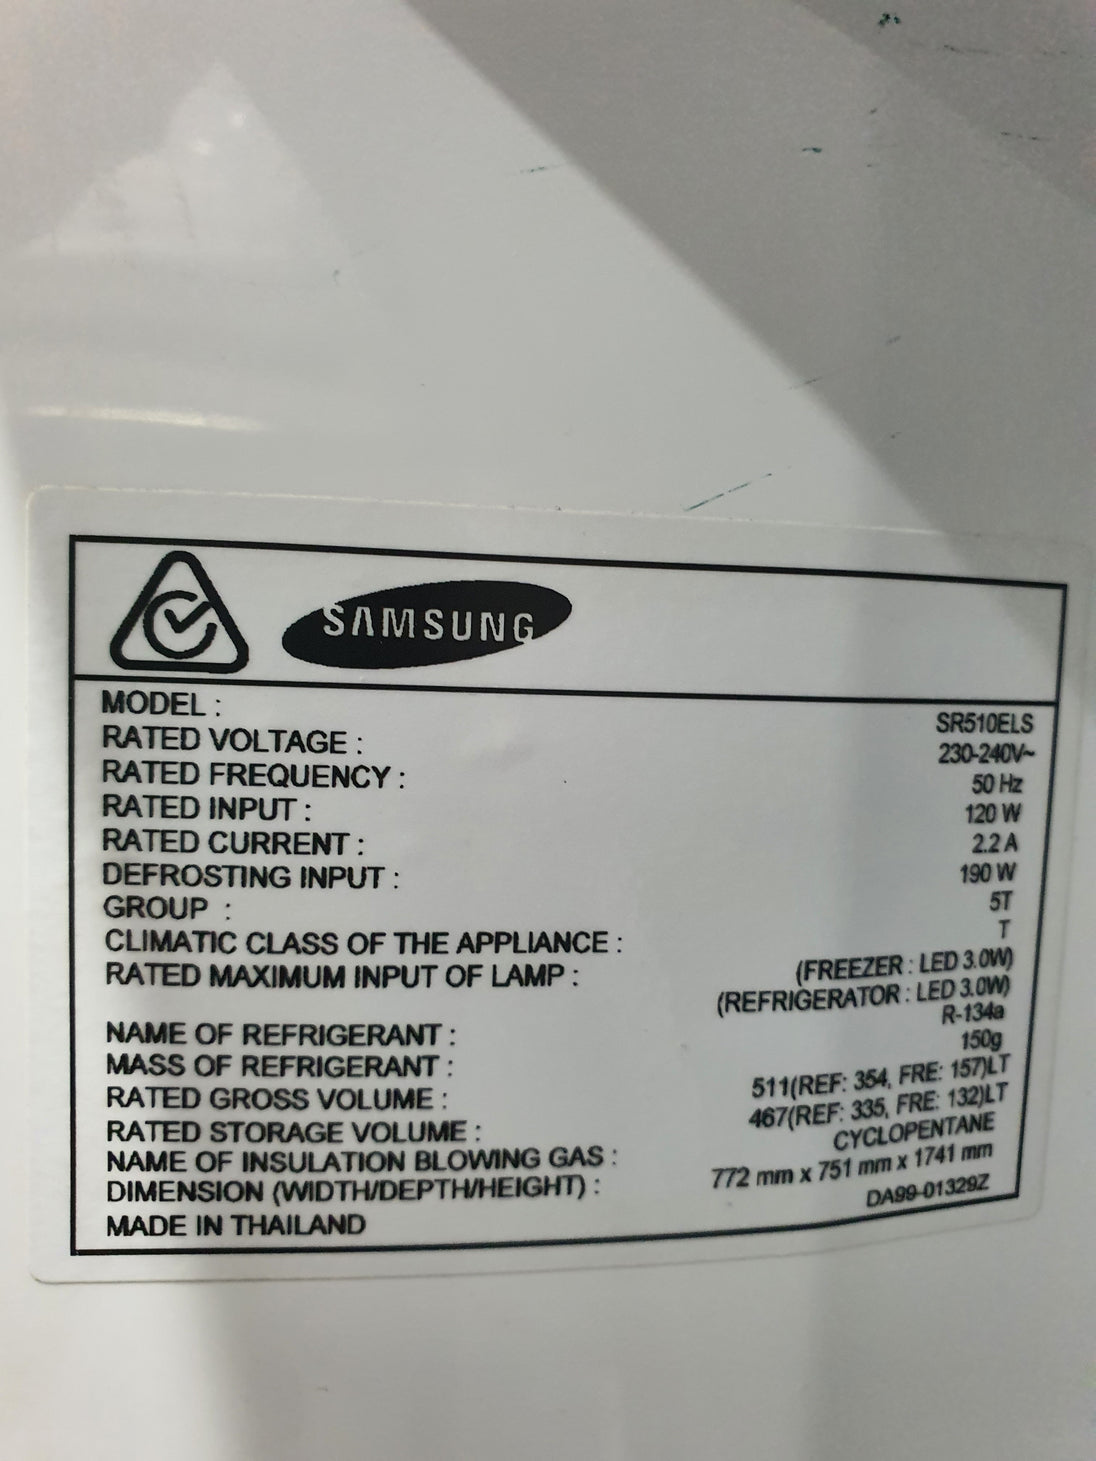 SAMSUNG
MODEL : SR510ELS
RATED VOLTAGE : 230-240V~
RATED FREQUENCY : 50 Hz
RATED INPUT : 120 W
RATED CURRENT : 2.2 A
DEFROSTING INPUT : 190 W
GROUP : 5T
CLIMATIC CLASS OF THE APPLIANCE : T
RATED MAXIMUM INPUT OF LAMP : (FREEZER : LED 3.0W)
(REFRIGERATOR : LED 3.0W)
NAME OF REFRIGERANT : R-134a
MASS OF REFRIGERANT : 150g
RATED GROSS VOLUME : 511(REF: 354, FRE: 157)LT
RATED STORAGE VOLUME : 467(REF: 335, FRE: 132)LT
NAME OF INSULATION BLOWING GAS : CYCLOPENTANE
DIMENSION (WIDTH/DEPTH/HEIGHT) : 772 mm x 751 mm x 1741 mm
MADE IN THAILAND DA99-01329Z